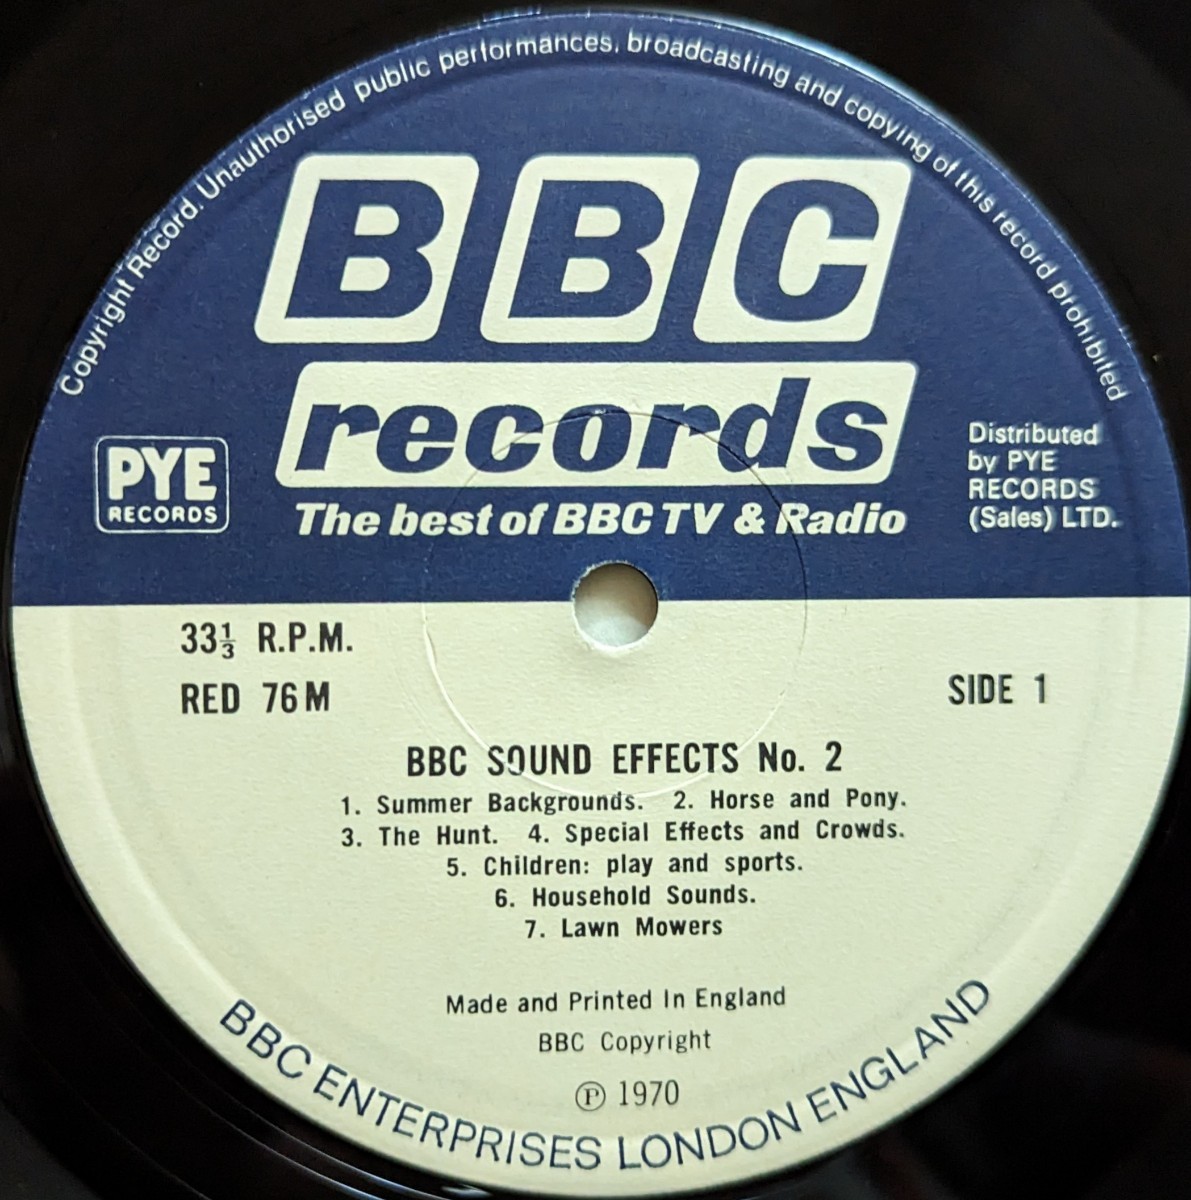 Copyright Record. Unauthorised public performances, broadcasting and copying of this record prohibited
BBC
records
The best of BBC TV & Radio
PYE
RECORDS
Distributed
by PYE
RECORDS
(Sales) LTD.
33⅓ R.P.M.
RED 76 M
SIDE 1
BBC SOUND EFFECTS No. 2
1. Summer Backgrounds. 2. Horse and Pony.
3. The Hunt. 4. Special Effects and Crowds.
5. Children: play and sports.
6. Household Sounds.
7. Lawn Mowers
Made and Printed In England
BBC Copyright
℗ 1970
BBC ENTERPRISES LONDON ENGLAND